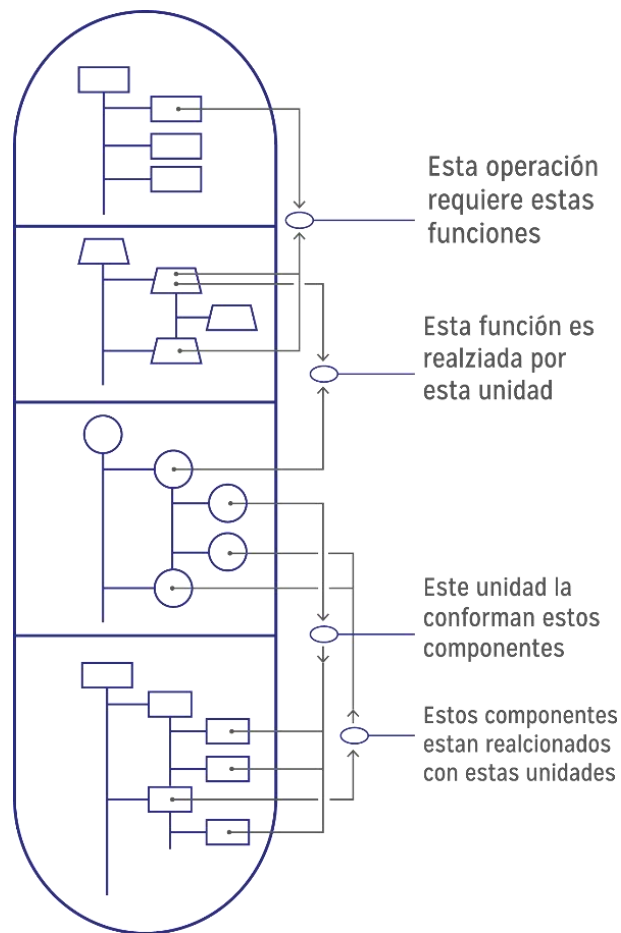 Esta operación
requiere estas
funciones
Esta función es
realziada por
esta unidad
Este unidad la
conforman estos
componentes
Estos componentes
estan realcionados
con estas unidades